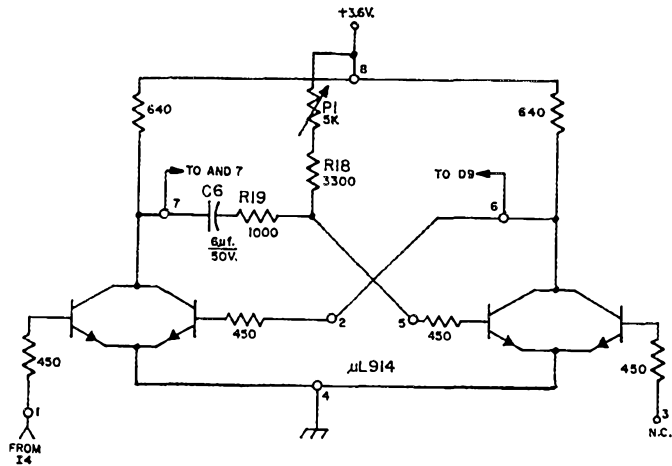 +3.6V.
8
640
P1
5K
640
R18
3300
TO AND 7
TO D9
7
C6
R19
6
6µf.
50V.
1000
450
2
5
450
450
µL914
450
4
1
3
FROM
I4
N.C.